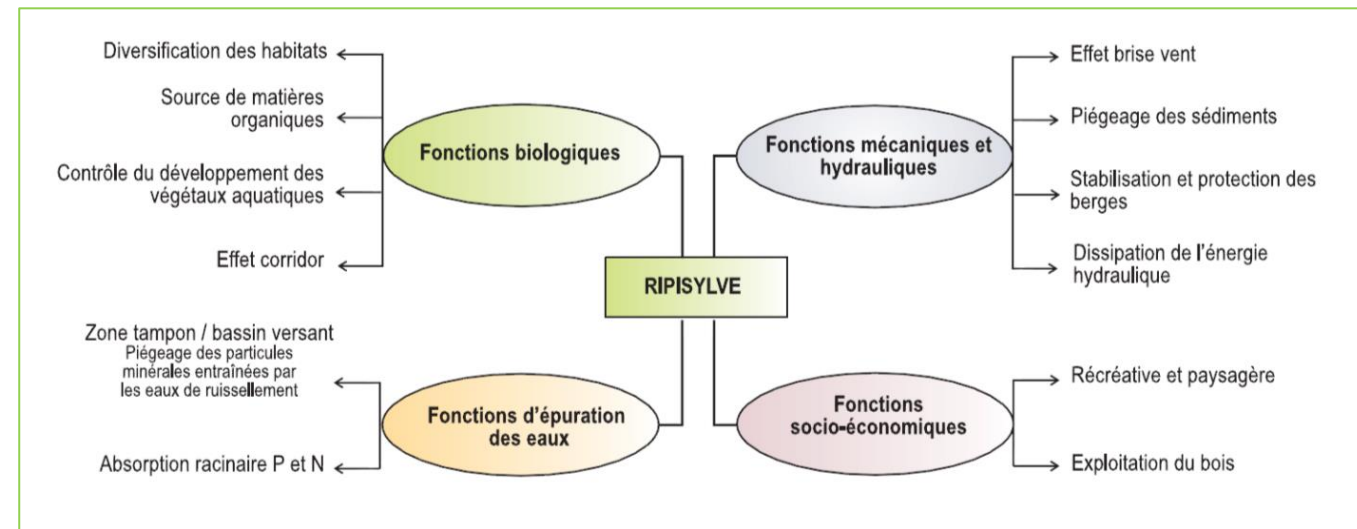 Diversification des habitats
Source de matières
organiques
Contrôle du développement des
végétaux aquatiques
Effet corridor
Fonctions biologiques
Fonctions mécaniques et
hydrauliques
Effet brise vent
Piégeage des sédiments
Stabilisation et protection des
berges
Dissipation de l'énergie
hydraulique
RIPISYLVE
Zone tampon / bassin versant
Piégeage des particules
minérales entraînées par
les eaux de ruissellement
Absorption racinaire P et N
Fonctions d'épuration
des eaux
Fonctions
socio-économiques
Récréative et paysagère
Exploitation du bois